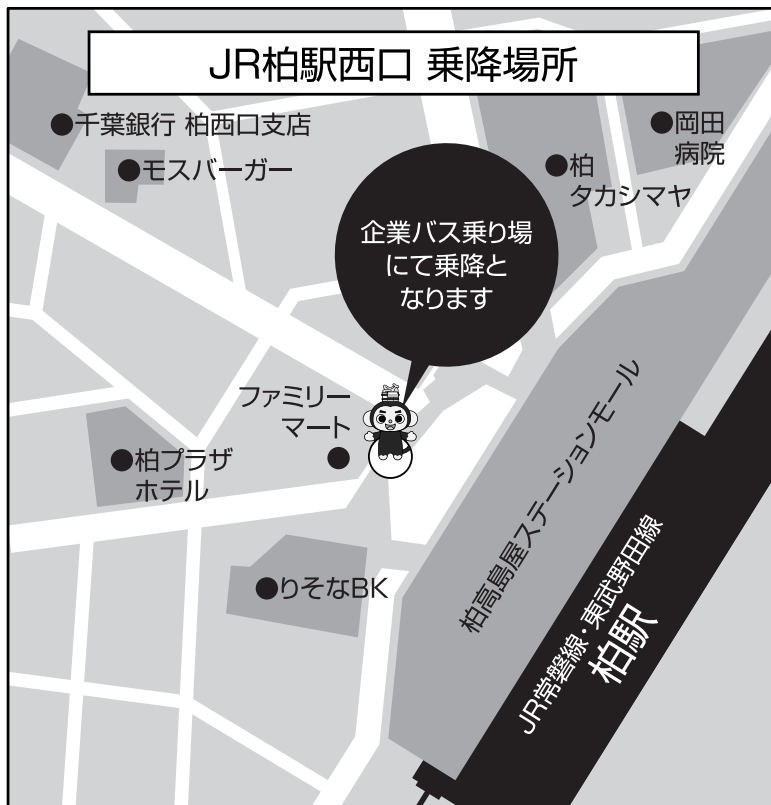 JR柏駅西口 乗降場所
●千葉銀行 柏西口支店
●モスバーガー
●岡田
病院
●柏
タカシマヤ
企業バス乗り場
にて乗降と
なります
ファミリー
マート
●
●柏プラザ
ホテル
●りそなBK
柏高島屋ステーションモール
JR常磐線・東武野田線
柏駅